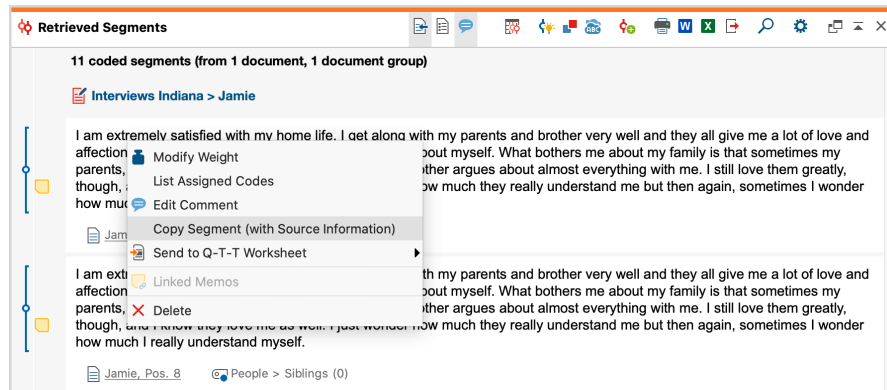 Retrieved Segments
11 coded segments (from 1 document, 1 document group)
Interviews Indiana > Jamie
I am extremely satisfied with my home life. I get along with my parents and brother very well and they all give me a lot of love and
affection bout myself. What bothers me about my family is that sometimes my
parents, other argues about almost everything with me. I still love them greatly,
though, how much they really understand me but then again, sometimes I wonder
how
Modify Weight
List Assigned Codes
Edit Comment
Copy Segment (with Source Information)
Send to Q-T-T Worksheet
Linked Memos
Delete
I am th my parents and brother very well and they all give me a lot of love and
affection bout myself. What bothers me about my family is that sometimes my
parents, other argues about almost everything with me. I still love them greatly,
though, and I know they love me as well. I just wonder how much they really understand me but then again, sometimes I wonder
how much I really understand myself.
Jamie, Pos. 8 People > Siblings (0)